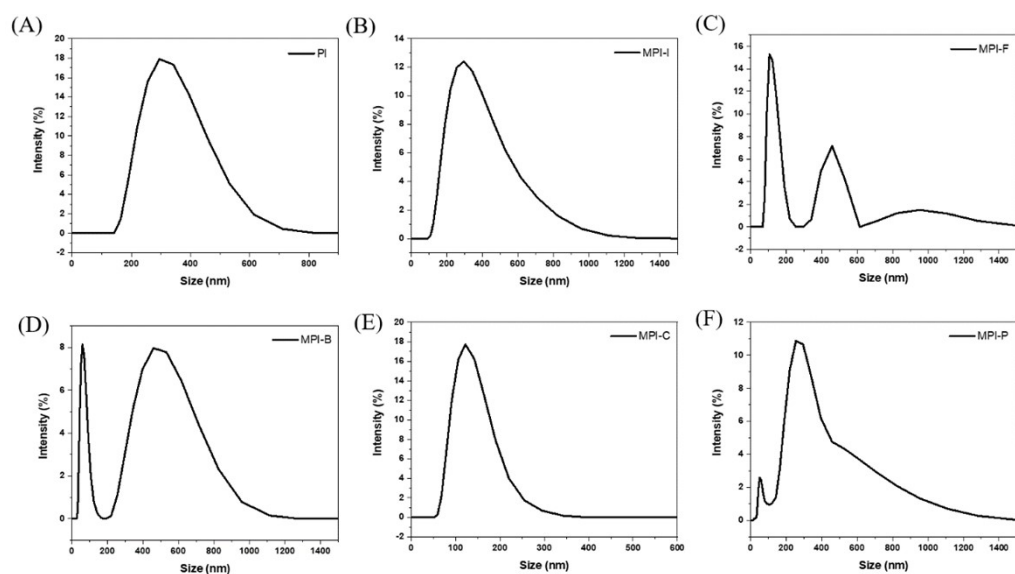 (A)
PI
Intensity (%)
20
18
16
14
12
10
8
6
4
2
0
-2
0 200 400 600 800
Size (nm)
(B)
MPI-I
Intensity (%)
14
12
10
8
6
4
2
0
0 200 400 600 800 1000 1200 1400
Size (nm)
(C)
MPI-F
Intensity (%)
16
14
12
10
8
6
4
2
0
-2
0 200 400 600 800 1000 1200 1400
Size (nm)
(D)
MPI-B
Intensity (%)
8
6
4
2
0
0 200 400 600 800 1000 1200 1400
Size (nm)
(E)
MPI-C
Intensity (%)
20
18
16
14
12
10
8
6
4
2
0
-2
0 100 200 300 400 500 600
Size (nm)
(F)
MPI-P
Intensity (%)
12
10
8
6
4
2
0
0 200 400 600 800 1000 1200 1400
Size (nm)